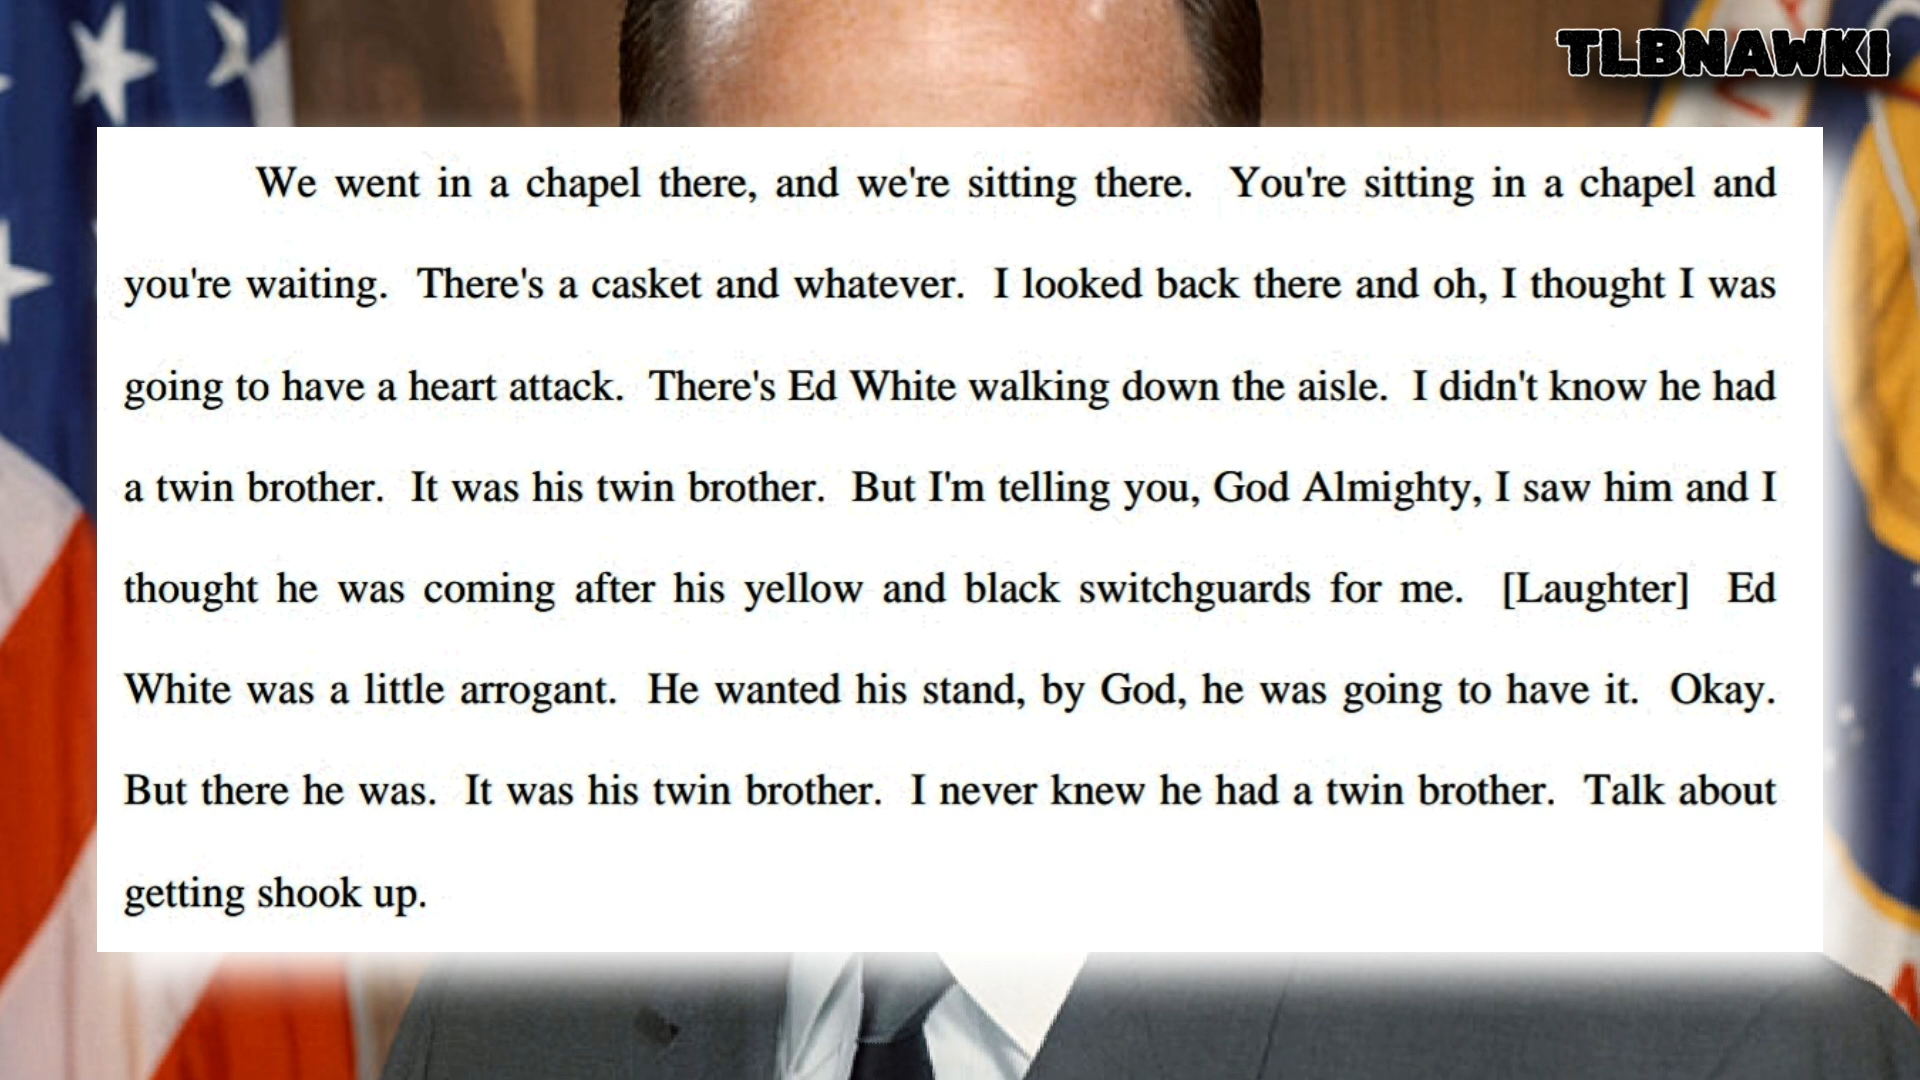 TLBNAWKI
We went in a chapel there, and we're sitting there. You're sitting in a chapel and
you're waiting. There's a casket and whatever. I looked back there and oh, I thought I was
going to have a heart attack. There's Ed White walking down the aisle. I didn't know he had
a twin brother. It was his twin brother. But I'm telling you, God Almighty, I saw him and I
thought he was coming after his yellow and black switchguards for me. [Laughter] Ed
White was a little arrogant. He wanted his stand, by God, he was going to have it. Okay.
But there he was. It was his twin brother. I never knew he had a twin brother. Talk about
getting shook up.